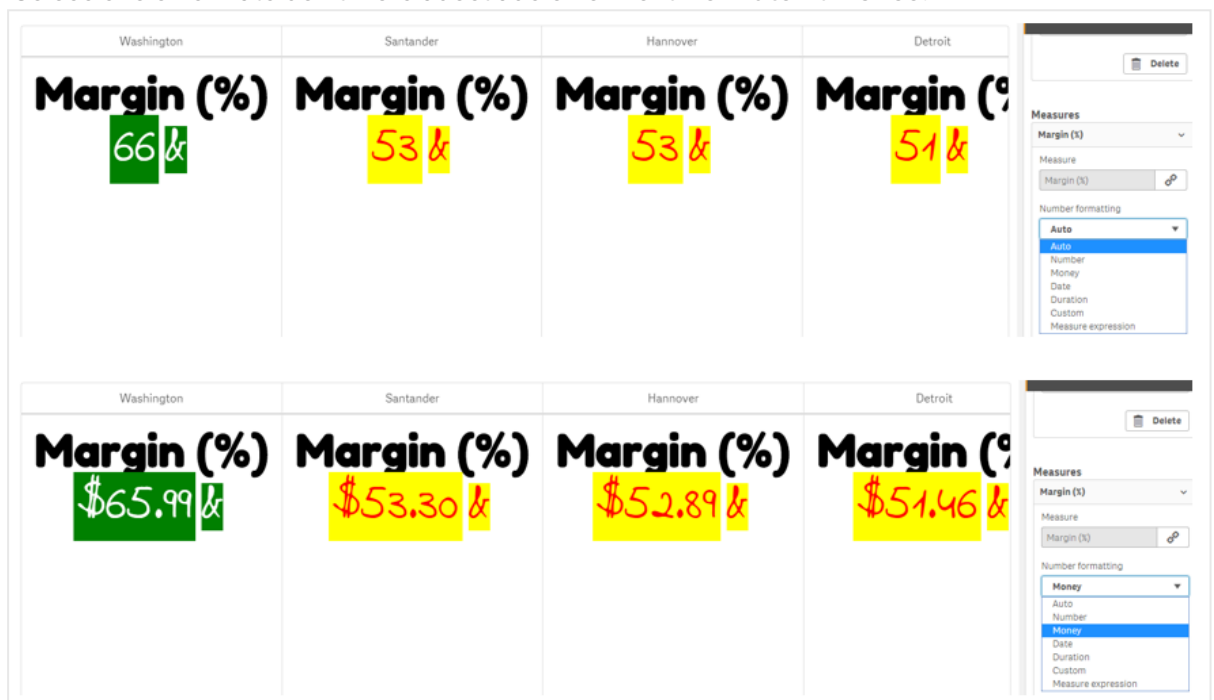 Washington Santander Hannover Detroit
Margin (%) Margin (%) Margin (%) Margin (%
66 & 53 & 53 & 51 &
Delete
Measures
Margin (%)
Measure
Margin (%)
Number formatting
Auto
Auto
Number
Money
Date
Duration
Custom
Measure expression
Washington Santander Hannover Detroit
Margin (%) Margin (%) Margin (%) Margin (%
$65.99 & $53.30 & $52.89 & $51.46 &
Delete
Measures
Margin (%)
Measure
Margin (%)
Number formatting
Money
Auto
Number
Money
Date
Duration
Custom
Measure expression